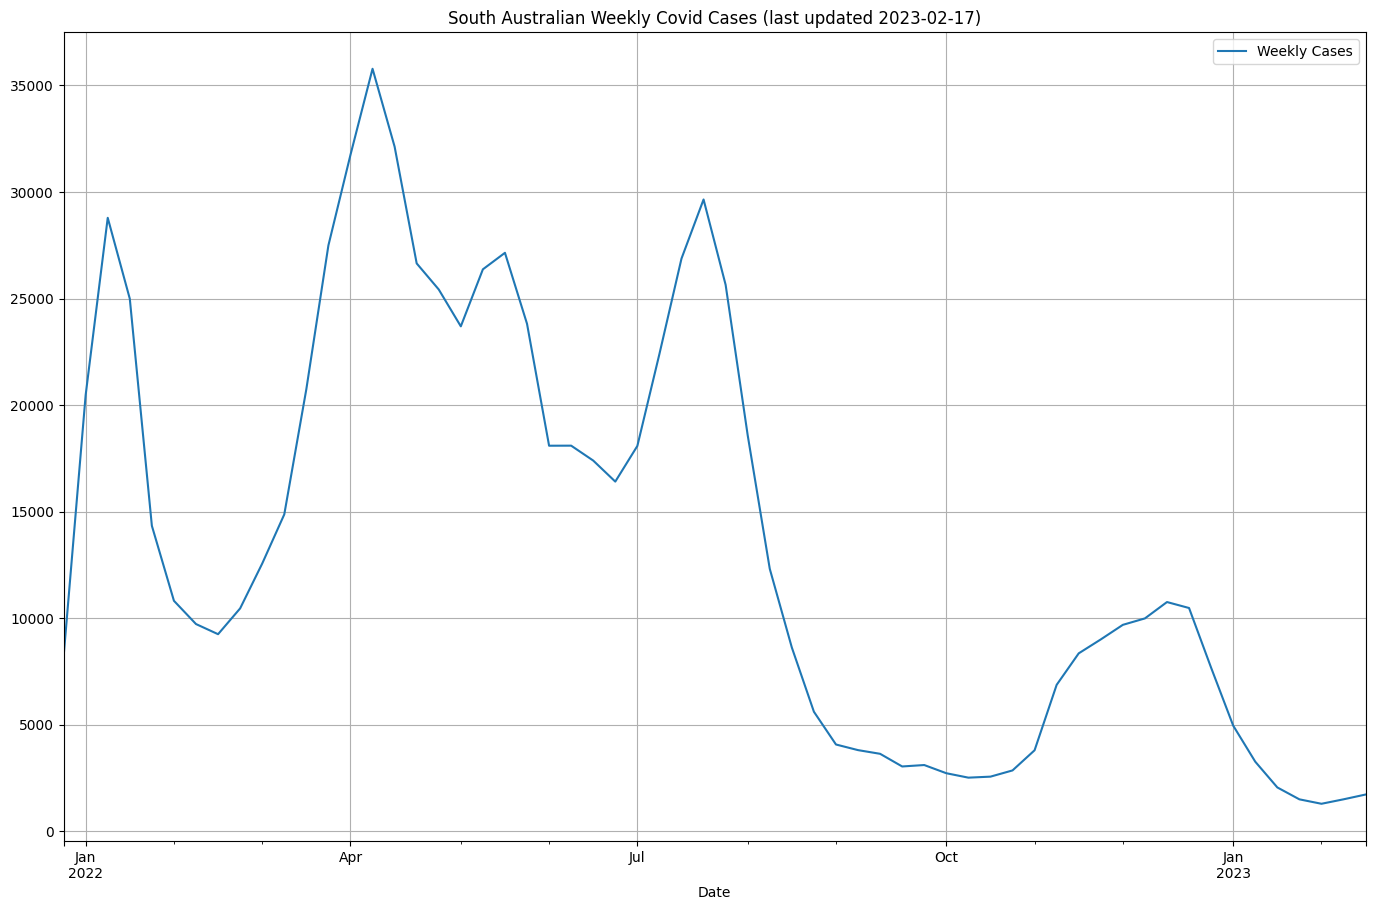 South Australian Weekly Covid Cases (last updated 2023-02-17)
Weekly Cases
35000
30000
25000
20000
15000
10000
5000
0
Jan
2022
Apr
Jul
Oct
Jan
2023
Date